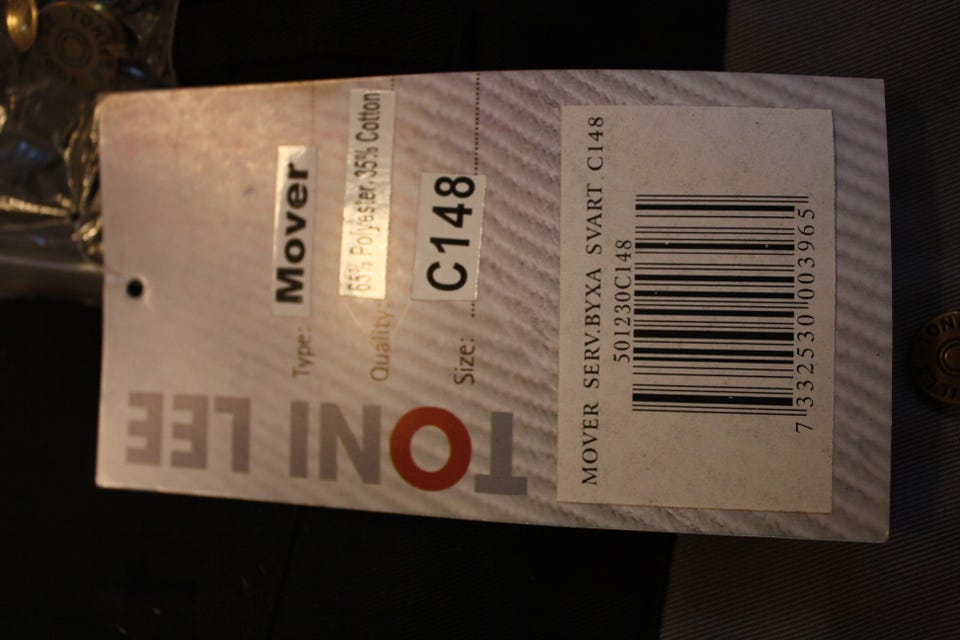 TONI LEE
Type: Mover
Quality: 65% Polyester,35% Cotton
Size: C148
MOVER SERV.BYXA SVART C148
501230C148
7 332530 003965